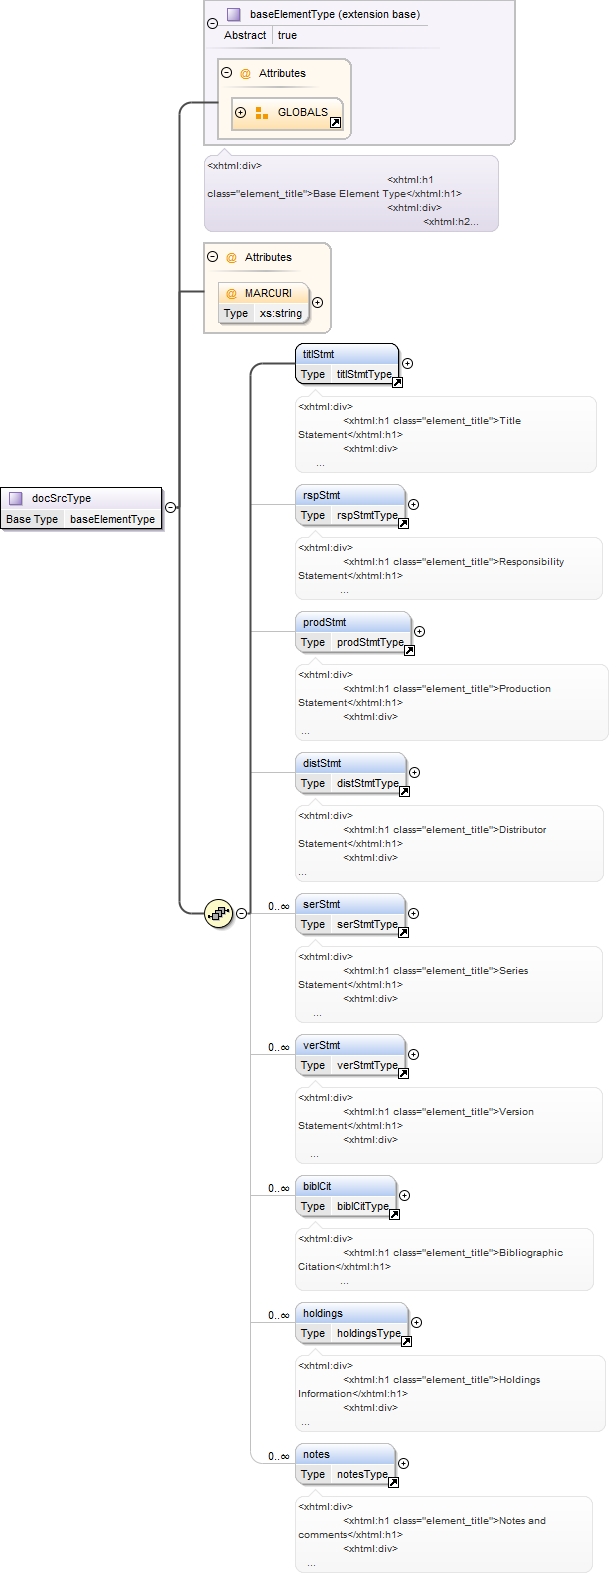 baseElementType (extension base)
Abstract true
@ Attributes
GLOBALS
<xhtml:div>
<xhtml:h1
class="element_title">Base Element Type</xhtml:h1>
<xhtml:div>
<xhtml:h2...
@ Attributes
@ MARCURI
Type xs:string
titlStmt
Type titlStmtType
<xhtml:div>
<xhtml:h1 class="element_title">Title
Statement</xhtml:h1>
<xhtml:div>
...
docSrcType
Base Type baseElementType
rspStmt
Type rspStmtType
<xhtml:div>
<xhtml:h1 class="element_title">Responsibility
Statement</xhtml:h1>
...
prodStmt
Type prodStmtType
<xhtml:div>
<xhtml:h1 class="element_title">Production
Statement</xhtml:h1>
<xhtml:div>
...
distStmt
Type distStmtType
<xhtml:div>
<xhtml:h1 class="element_title">Distributor
Statement</xhtml:h1>
<xhtml:div>
...
0..∞ serStmt
Type serStmtType
<xhtml:div>
<xhtml:h1 class="element_title">Series
Statement</xhtml:h1>
<xhtml:div>
...
0..∞ verStmt
Type verStmtType
<xhtml:div>
<xhtml:h1 class="element_title">Version
Statement</xhtml:h1>
<xhtml:div>
...
0..∞ biblCit
Type biblCitType
<xhtml:div>
<xhtml:h1 class="element_title">Bibliographic
Citation</xhtml:h1>
...
0..∞ holdings
Type holdingsType
<xhtml:div>
<xhtml:h1 class="element_title">Holdings
Information</xhtml:h1>
<xhtml:div>
...
0..∞ notes
Type notesType
<xhtml:div>
<xhtml:h1 class="element_title">Notes and
comments</xhtml:h1>
<xhtml:div>
...